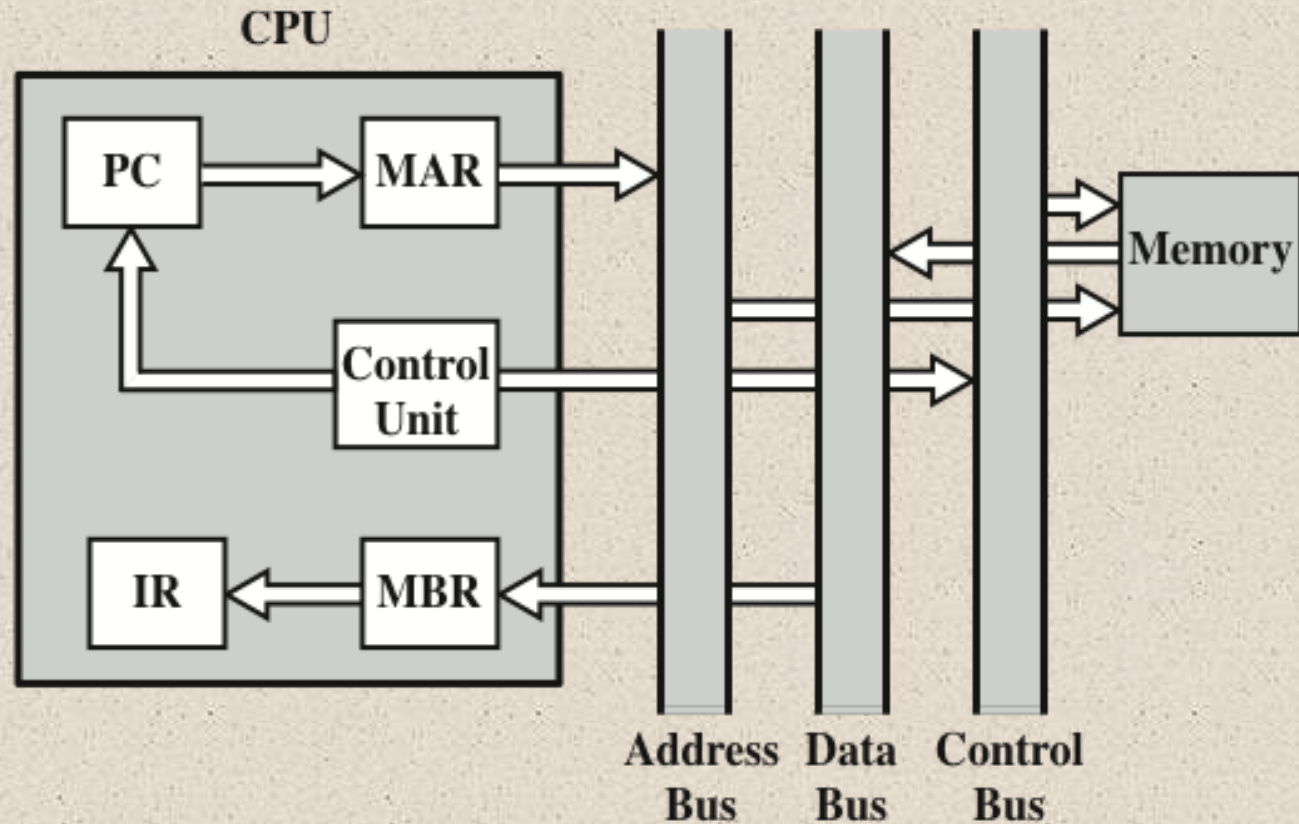 CPU
PC
MAR
Memory
Control
Unit
IR
MBR
Address
Bus
Data
Bus
Control
Bus